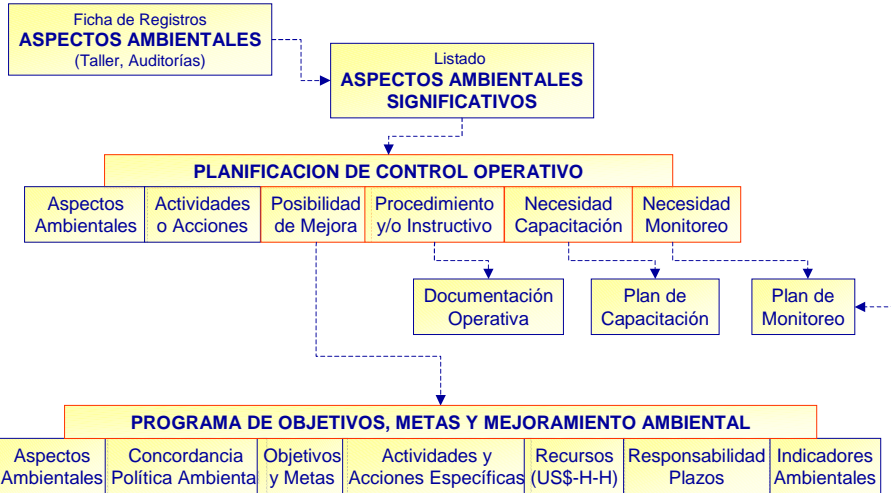 Ficha de Registros
ASPECTOS AMBIENTALES
(Taller, Auditorías)
Listado
ASPECTOS AMBIENTALES
SIGNIFICATIVOS
PLANIFICACION DE CONTROL OPERATIVO
Aspectos
Ambientales
Actividades
o Acciones
Posibilidad
de Mejora
Procedimiento
y/o Instructivo
Necesidad
Capacitación
Necesidad
Monitoreo
Documentación
Operativa
Plan de
Capacitación
Plan de
Monitoreo
PROGRAMA DE OBJETIVOS, METAS Y MEJORAMIENTO AMBIENTAL
Aspectos
Ambientales
Concordancia
Política Ambiental
Objetivos
y Metas
Actividades y
Acciones Específicas
Recursos
(US$-H-H)
Responsabilidad
Plazos
Indicadores
Ambientales